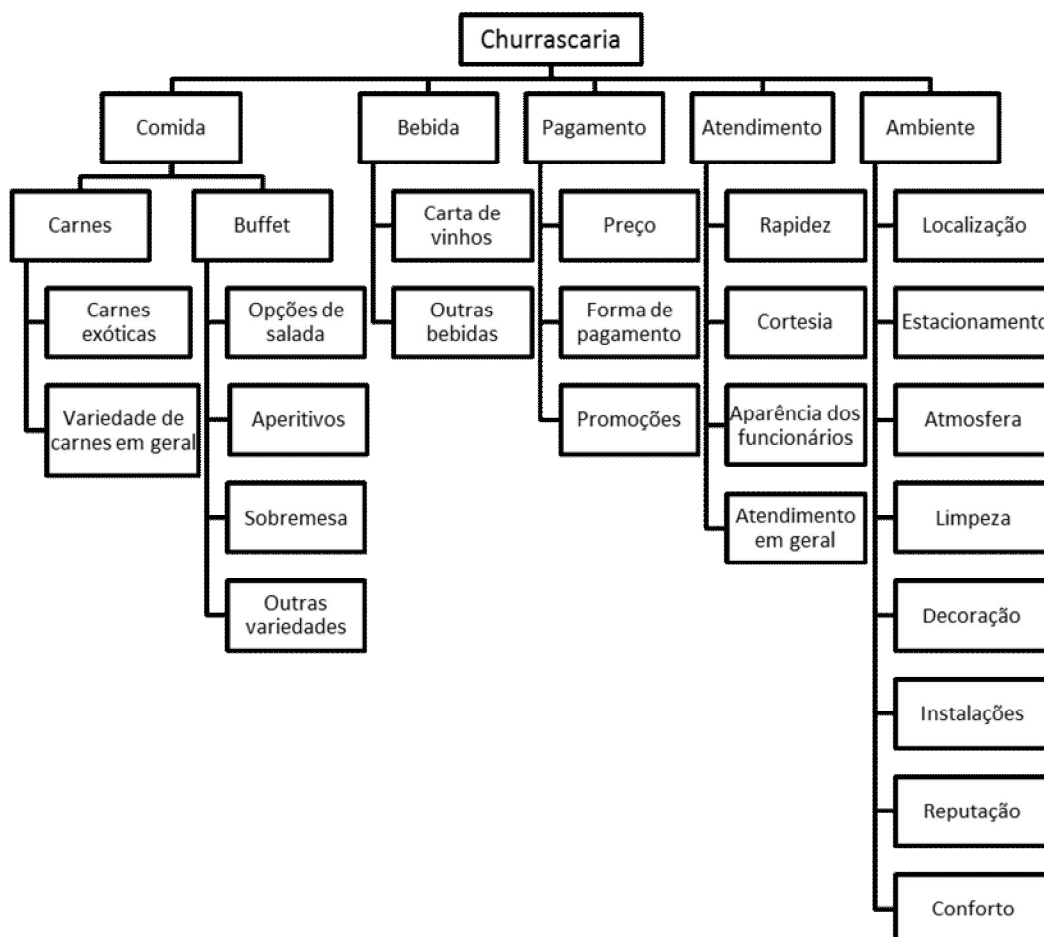 Churrascaria
Comida
Bebida
Pagamento
Atendimento
Ambiente
Carnes
Buffet
Carnes
exóticas
Variedade de
carnes em geral
Opções de
salada
Aperitivos
Sobremesa
Outras
variedades
Carta de
vinhos
Outras
bebidas
Preço
Forma de
pagamento
Promoções
Rapidez
Cortesia
Aparência dos
funcionários
Atendimento
em geral
Localização
Estacionamento
Atmosfera
Limpeza
Decoração
Instalações
Reputação
Conforto